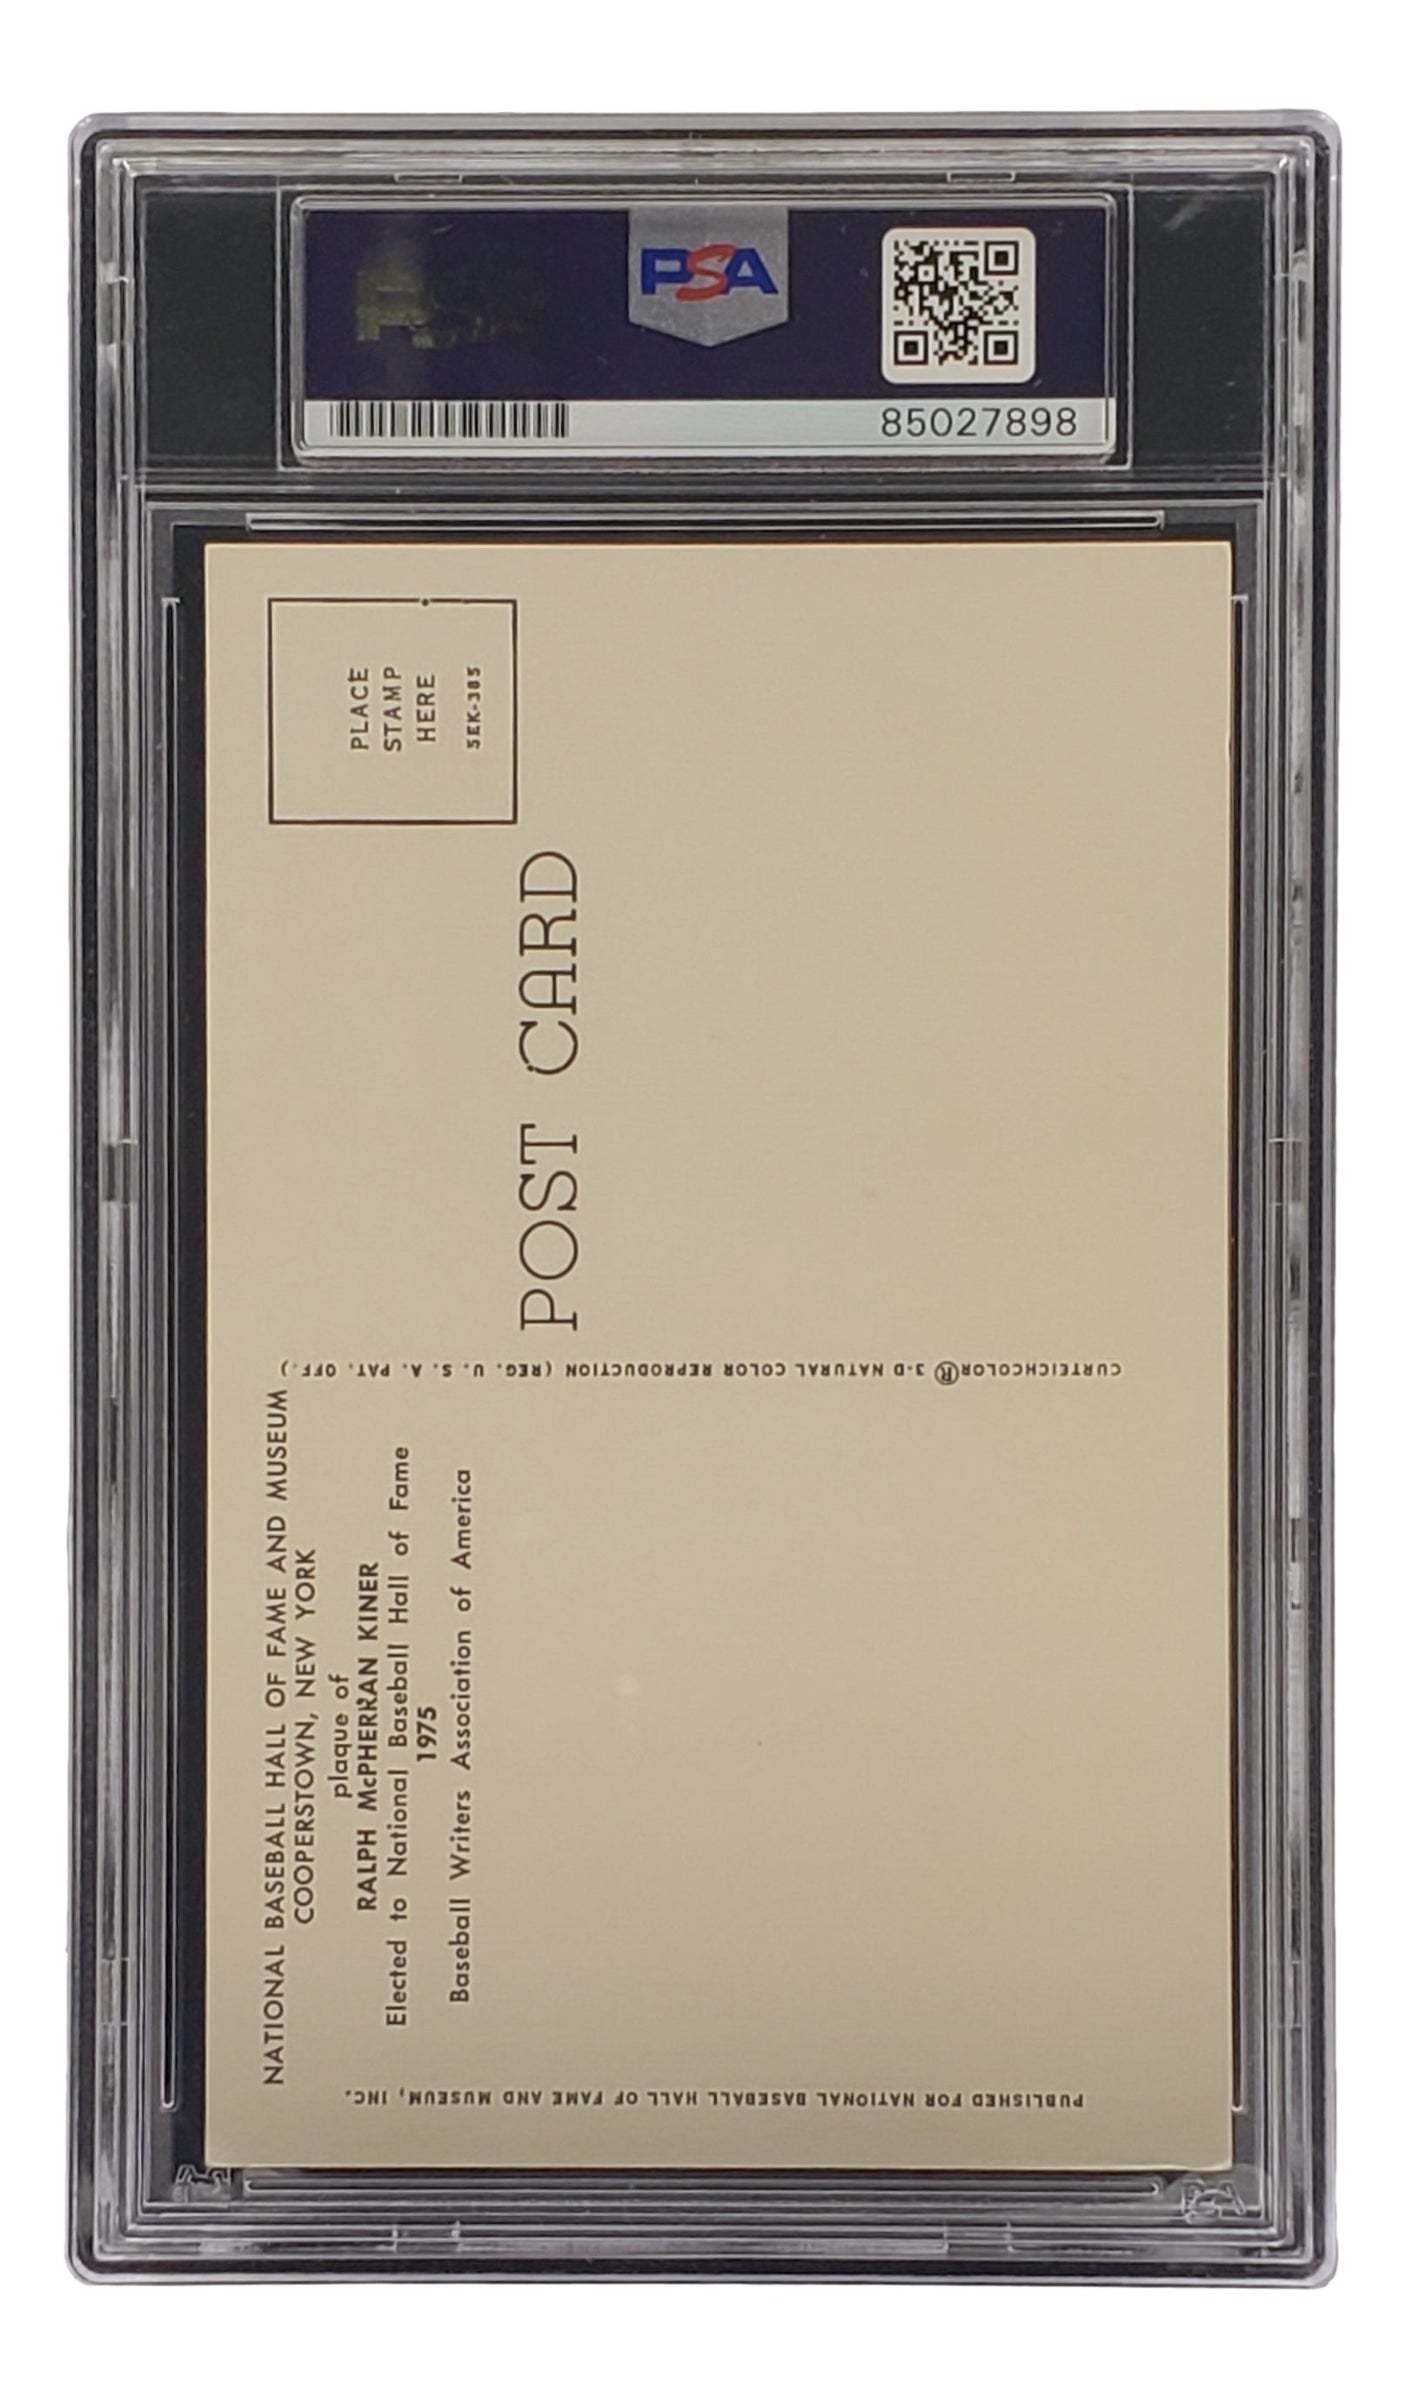 PSA
85027898
NATIONAL BASEBALL HALL OF FAME AND MUSEUM
COOPERSTOWN, NEW YORK
plaque of
RALPH McPHERRAN KINER
Elected to National Baseball Hall of Fame
1975
Baseball Writers Association of America
PUBLISHED FOR NATIONAL BASEBALL HALL OF FAME AND MUSEUM, INC.
CURTEICHCOLOR® 3-D NATURAL COLOR REPRODUCTION (REG. U. S. A. PAT. OFF.)
POST CARD
PLACE
STAMP
HERE
5EK-385
PSA
PSA